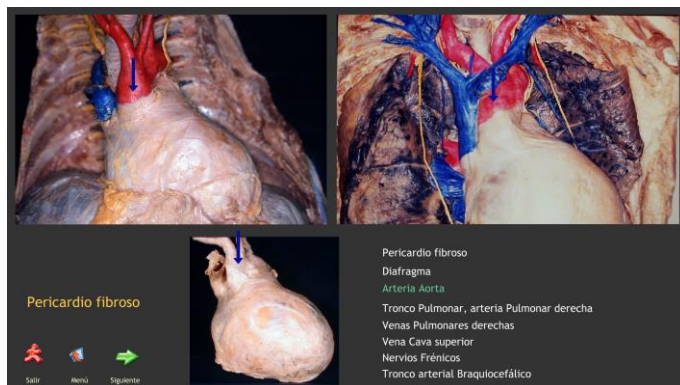 Pericardio fibroso
Salir
Menú
Siguiente
Pericardio fibroso
Diafragma
Arteria Aorta
Tronco Pulmonar, arteria Pulmonar derecha
Venas Pulmonares derechas
Vena Cava superior
Nervios Frénicos
Tronco arterial Braquiocefálico